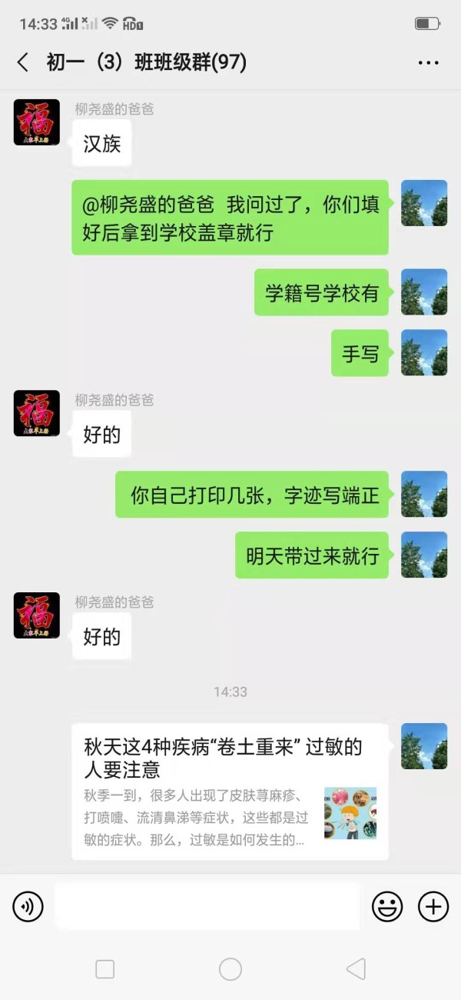 14:33 4G HD1
初一（3）班班级群(97)
柳尧盛的爸爸
汉族
@柳尧盛的爸爸 我问过了，你们填
好后拿到学校盖章就行
学籍号学校有
手写
柳尧盛的爸爸
好的
你自己打印几张，字迹写端正
明天带过来就行
柳尧盛的爸爸
好的
14:33
秋天这4种疾病“卷土重来” 过敏的
人要注意
秋季一到，很多人出现了皮肤荨麻疹、
打喷嚏、流清鼻涕等症状，这些都是过
敏的症状。那么，过敏是如何发生的...